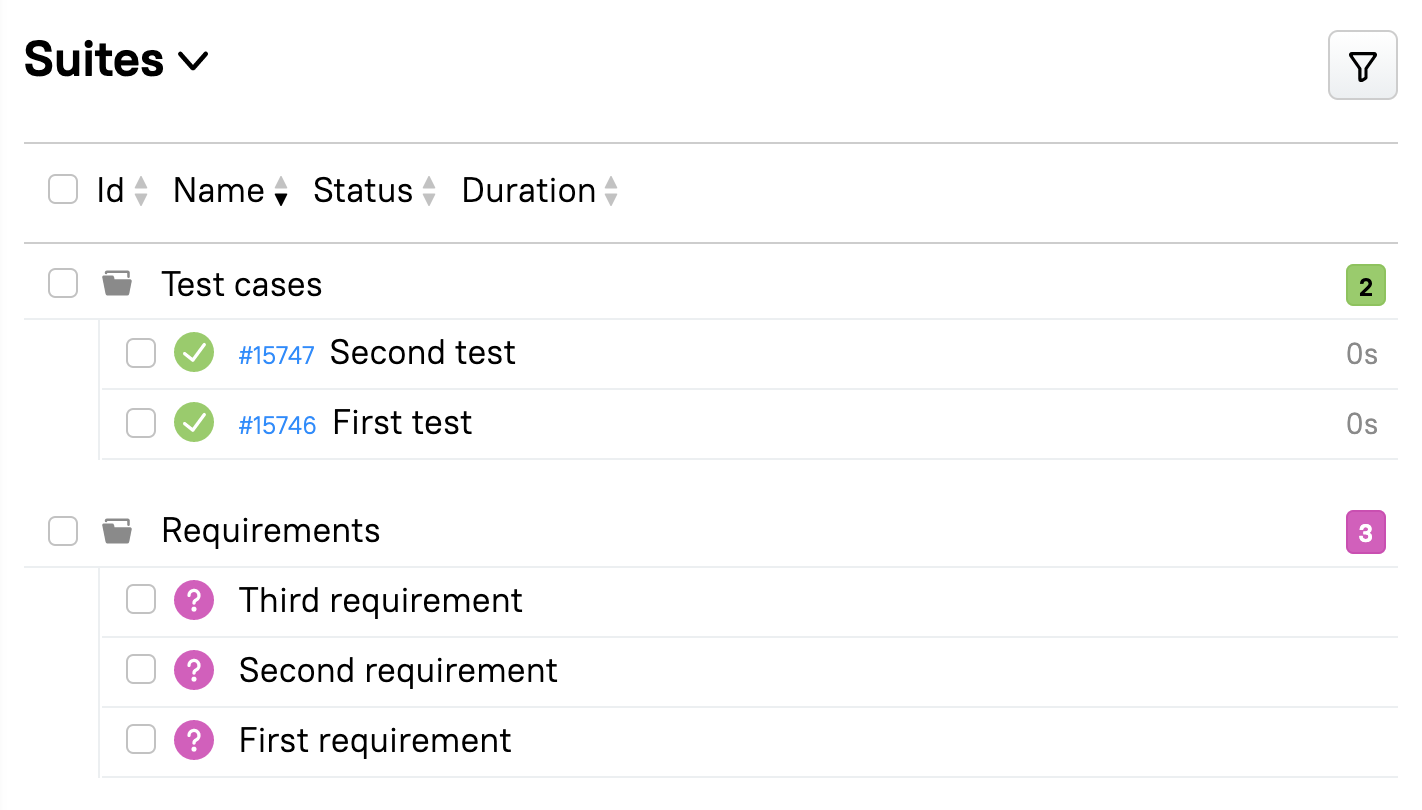 Suites
Id Name Status Duration
Test cases 2
#15747 Second test 0s
#15746 First test 0s
Requirements 3
? Third requirement
? Second requirement
? First requirement